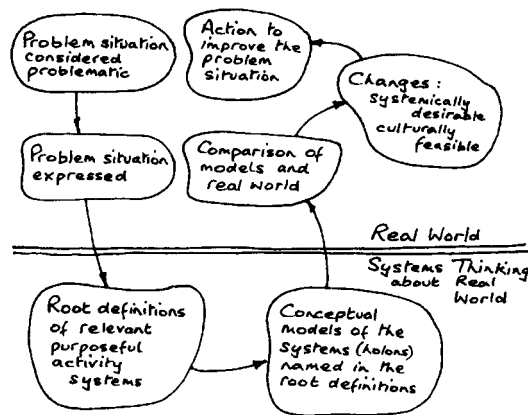 Problem situation
considered
problematic
Action to
improve the
problem
situation
Changes:
systemically
desirable
culturally
feasible
Problem situation
expressed
Comparison of
models and
real world
Real World
Systems Thinking
about Real
World
Root definitions
of relevant
purposeful
activity
systems
Conceptual
models of the
systems (holons)
named in the
root definitions